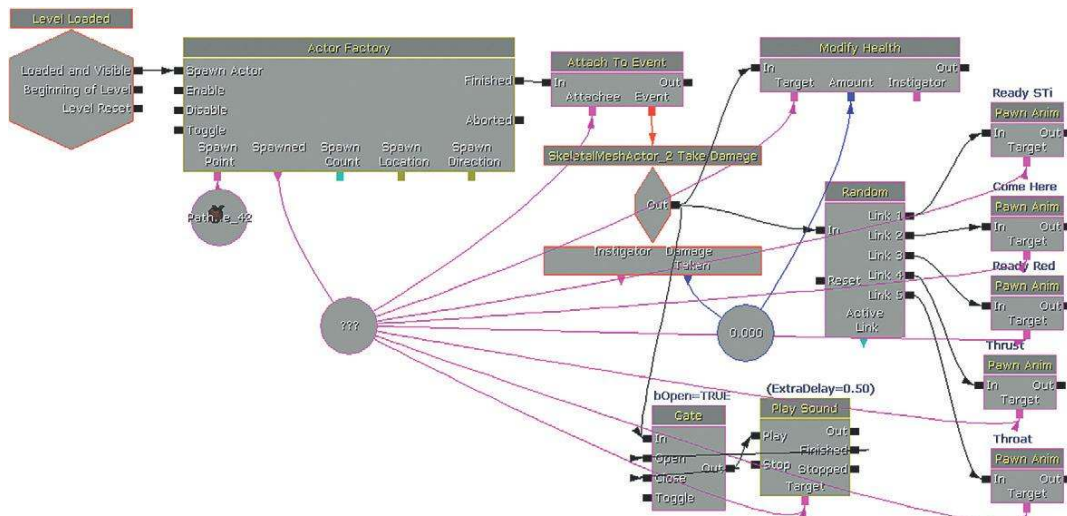 Level Loaded
Loaded and Visible
Beginning of Level
Level Reset
Actor Factory
Spawn Actor
Enable
Disable
Toggle
Finished
Aborted
Spawn Point
Spawned
Spawn Count
Spawn Location
Spawn Direction
Attach To Event
In
Out
Attachee
Event
Modify Health
In
Out
Target
Amount
Instigator
SkeletalMeshActor_2 Take Damage
Out
Instigator
Damage Taken
???
0.000
Random
In
Reset
Link 1
Link 2
Link 3
Link 4
Link 5
Active Link
Ready STi
Pawn Anim
In
Out
Target
Come Here
Pawn Anim
In
Out
Target
Ready Red
Pawn Anim
In
Out
Target
Thrust
Pawn Anim
In
Out
Target
Throat
Pawn Anim
In
Out
Target
bOpen=TRUE
Gate
In
Open
Close
Toggle
Out
(ExtraDelay=0.50)
Play Sound
Play
Stop
Out
Finished
Stopped
Target